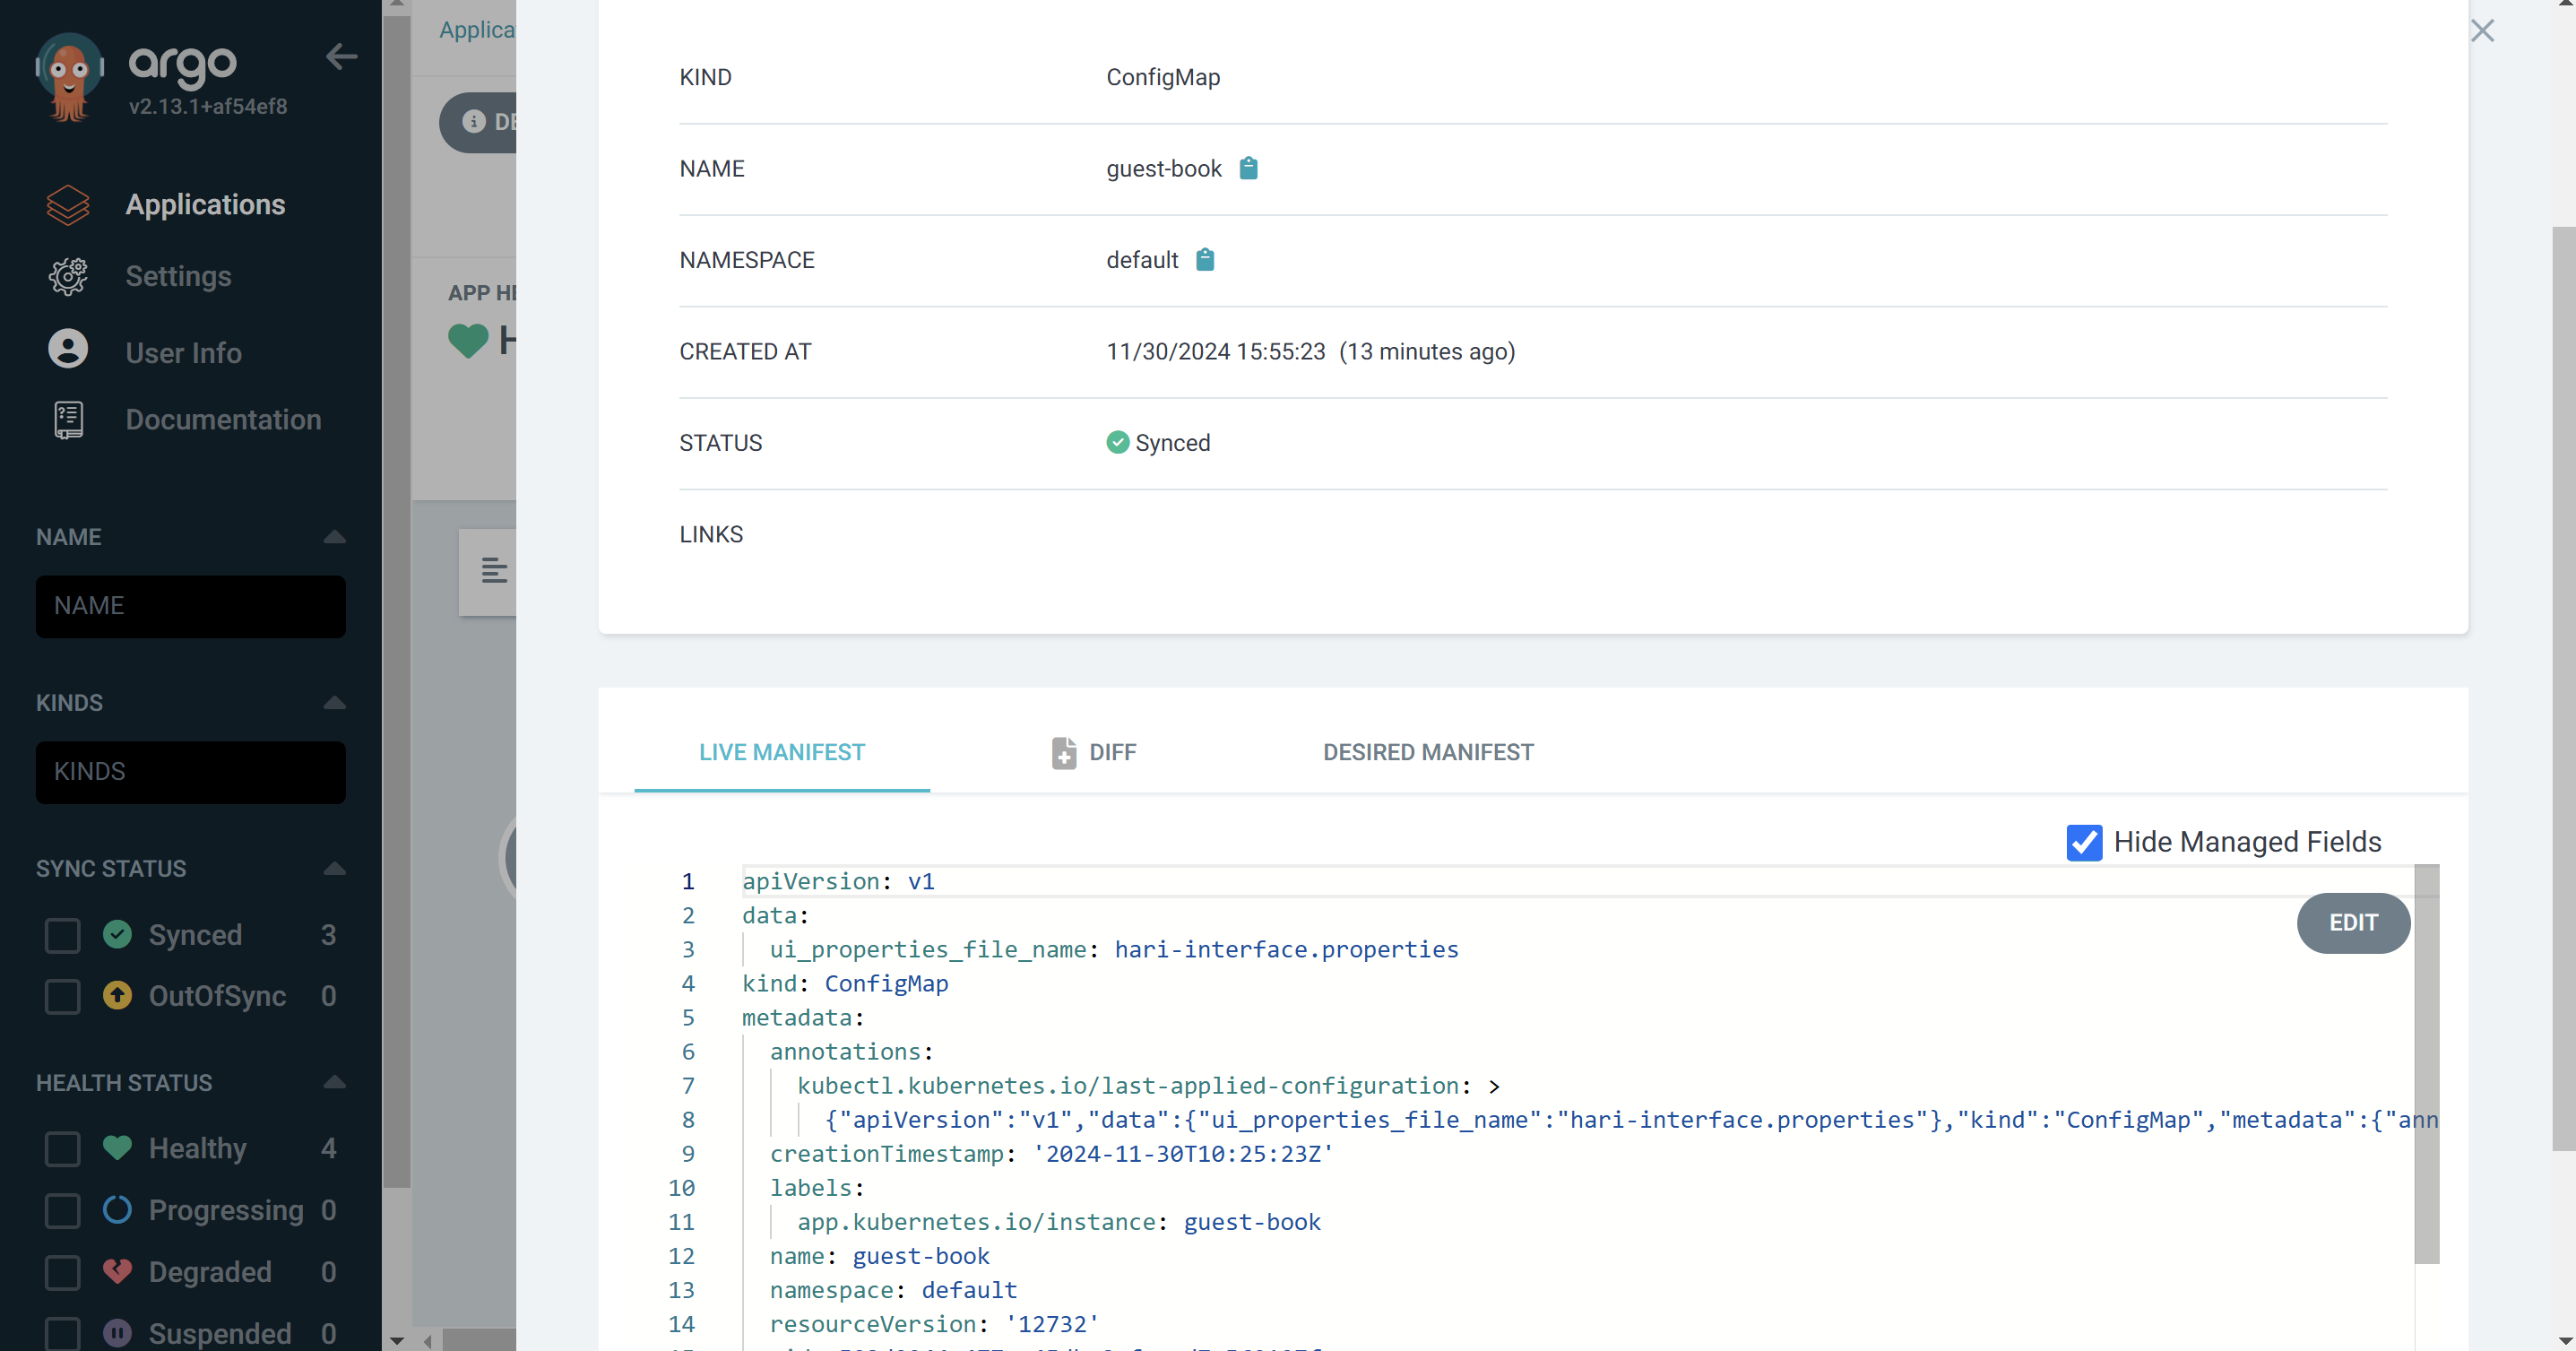 argo
v2.13.1+af54ef8
Applications
Settings
User Info
Documentation
NAME
NAME
KINDS
KINDS
SYNC STATUS
Synced 3
OutOfSync 0
HEALTH STATUS
Healthy 4
Progressing 0
Degraded 0
Suspended 0
Applica
DE
APP HE
H
KIND ConfigMap
NAME guest-book
NAMESPACE default
CREATED AT 11/30/2024 15:55:23 (13 minutes ago)
STATUS Synced
LINKS
LIVE MANIFEST DIFF DESIRED MANIFEST
Hide Managed Fields
EDIT
1 apiVersion: v1
2 data:
3 ui_properties_file_name: hari-interface.properties
4 kind: ConfigMap
5 metadata:
6 annotations:
7 kubectl.kubernetes.io/last-applied-configuration: >
8 {"apiVersion":"v1","data":{"ui_properties_file_name":"hari-interface.properties"},"kind":"ConfigMap","metadata":{"ann
9 creationTimestamp: '2024-11-30T10:25:23Z'
10 labels:
11 app.kubernetes.io/instance: guest-book
12 name: guest-book
13 namespace: default
14 resourceVersion: '12732'